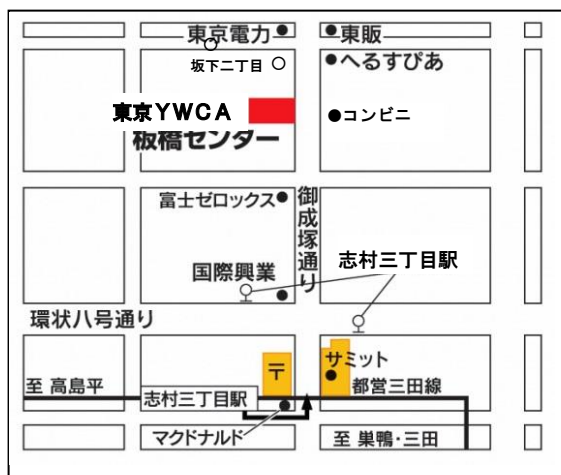 東京電力
東販
坂下二丁目
へるすぴあ
東京YWCA
板橋センター
コンビニ
富士ゼロックス
御成塚通り
国際興業
志村三丁目駅
環状八号通り
〒
サミット
至 高島平
志村三丁目駅
都営三田線
マクドナルド
至 巣鴨・三田